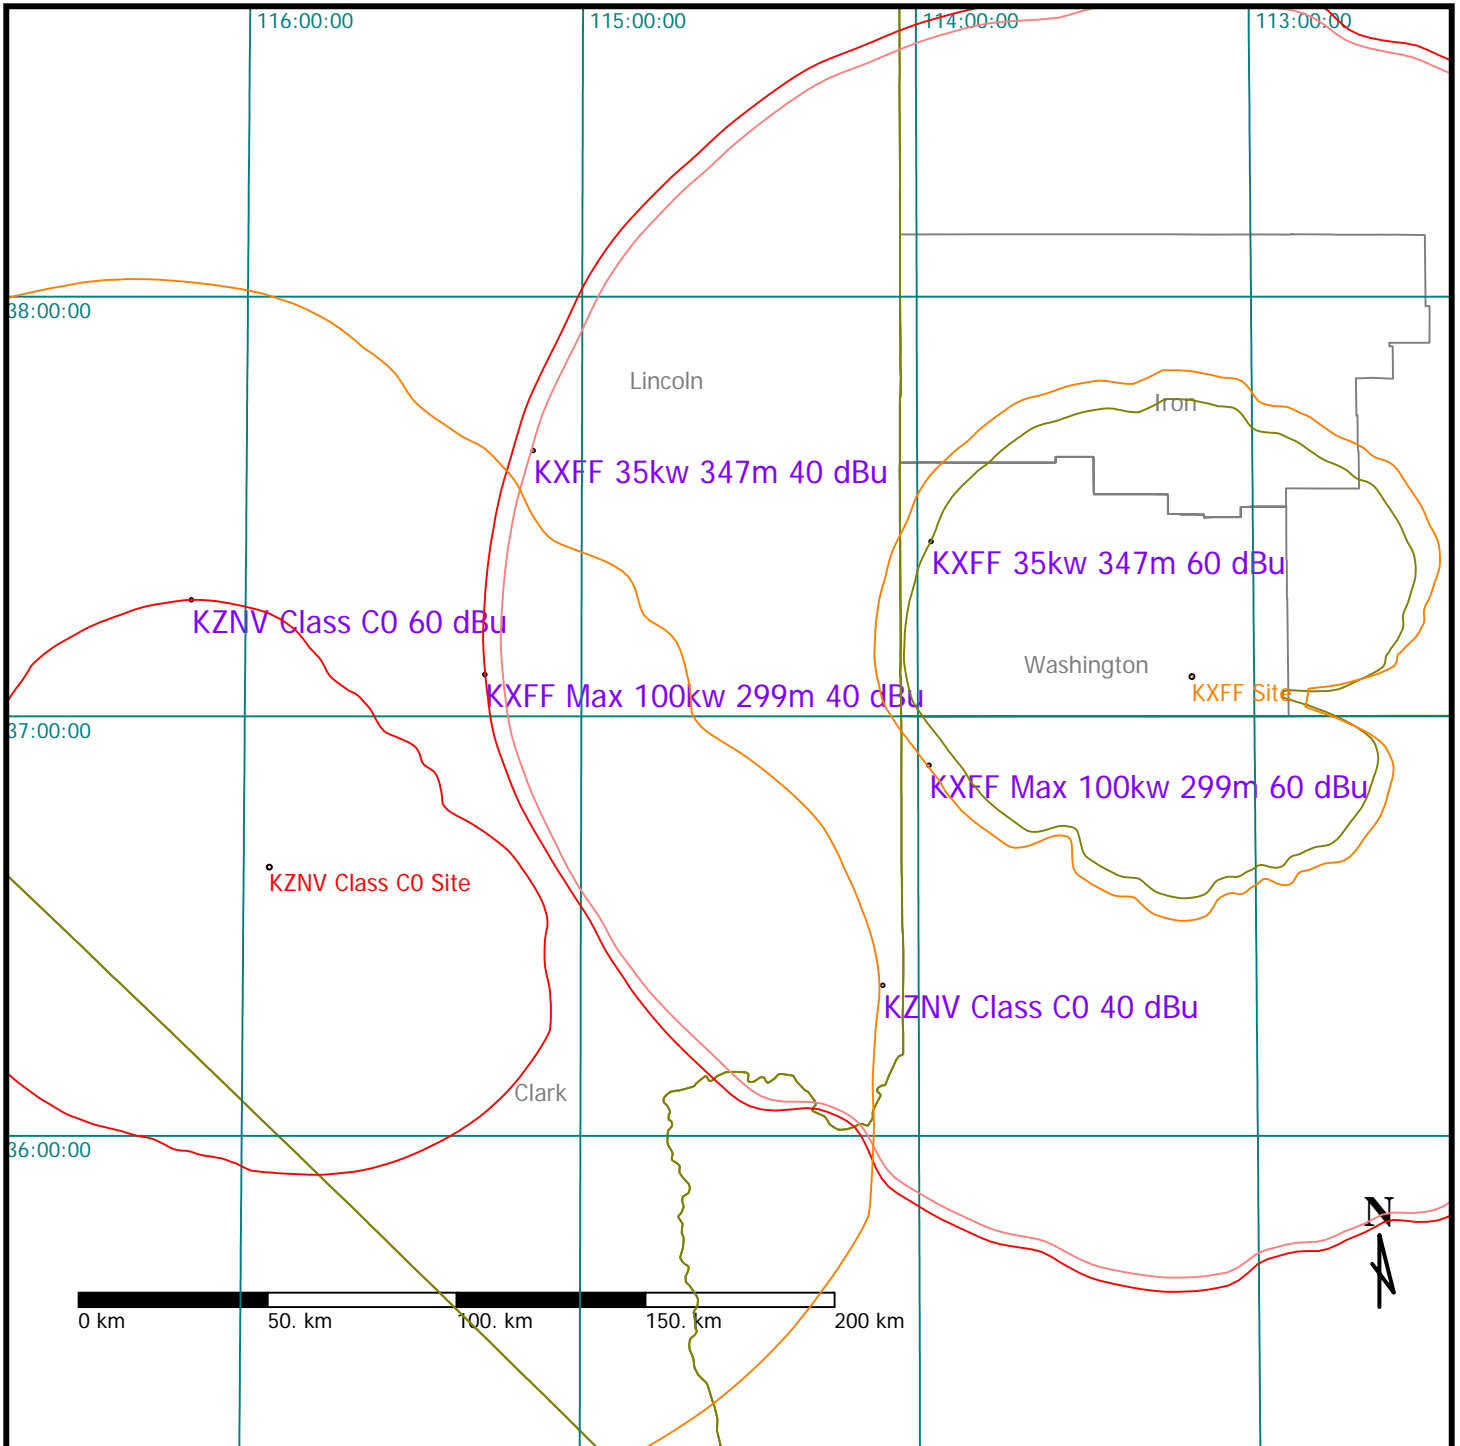 116:00:00
115:00:00
114:00:00
113:00:00
38:00:00
Lincoln
Iron
KXFF 35kw 347m 40 dBu
KXFF 35kw 347m 60 dBu
KZNV Class C0 60 dBu
Washington
KXFF Max 100kw 299m 40 dBu
KXFF Site
37:00:00
KXFF Max 100kw 299m 60 dBu
KZNV Class C0 Site
KZNV Class C0 40 dBu
Clark
36:00:00
N
0 km
50. km
100. km
150. km
200 km